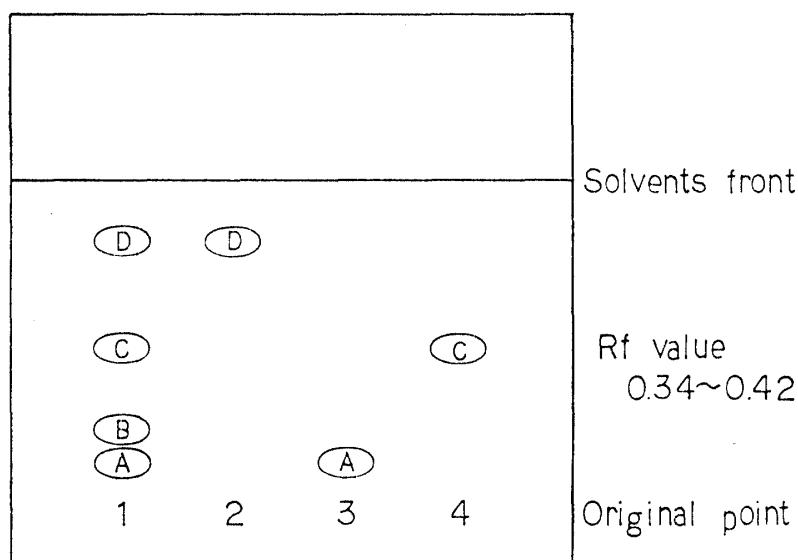 Solvents front
D D
C C Rf value
0.34~0.42
B
A A
1 2 3 4 Original point